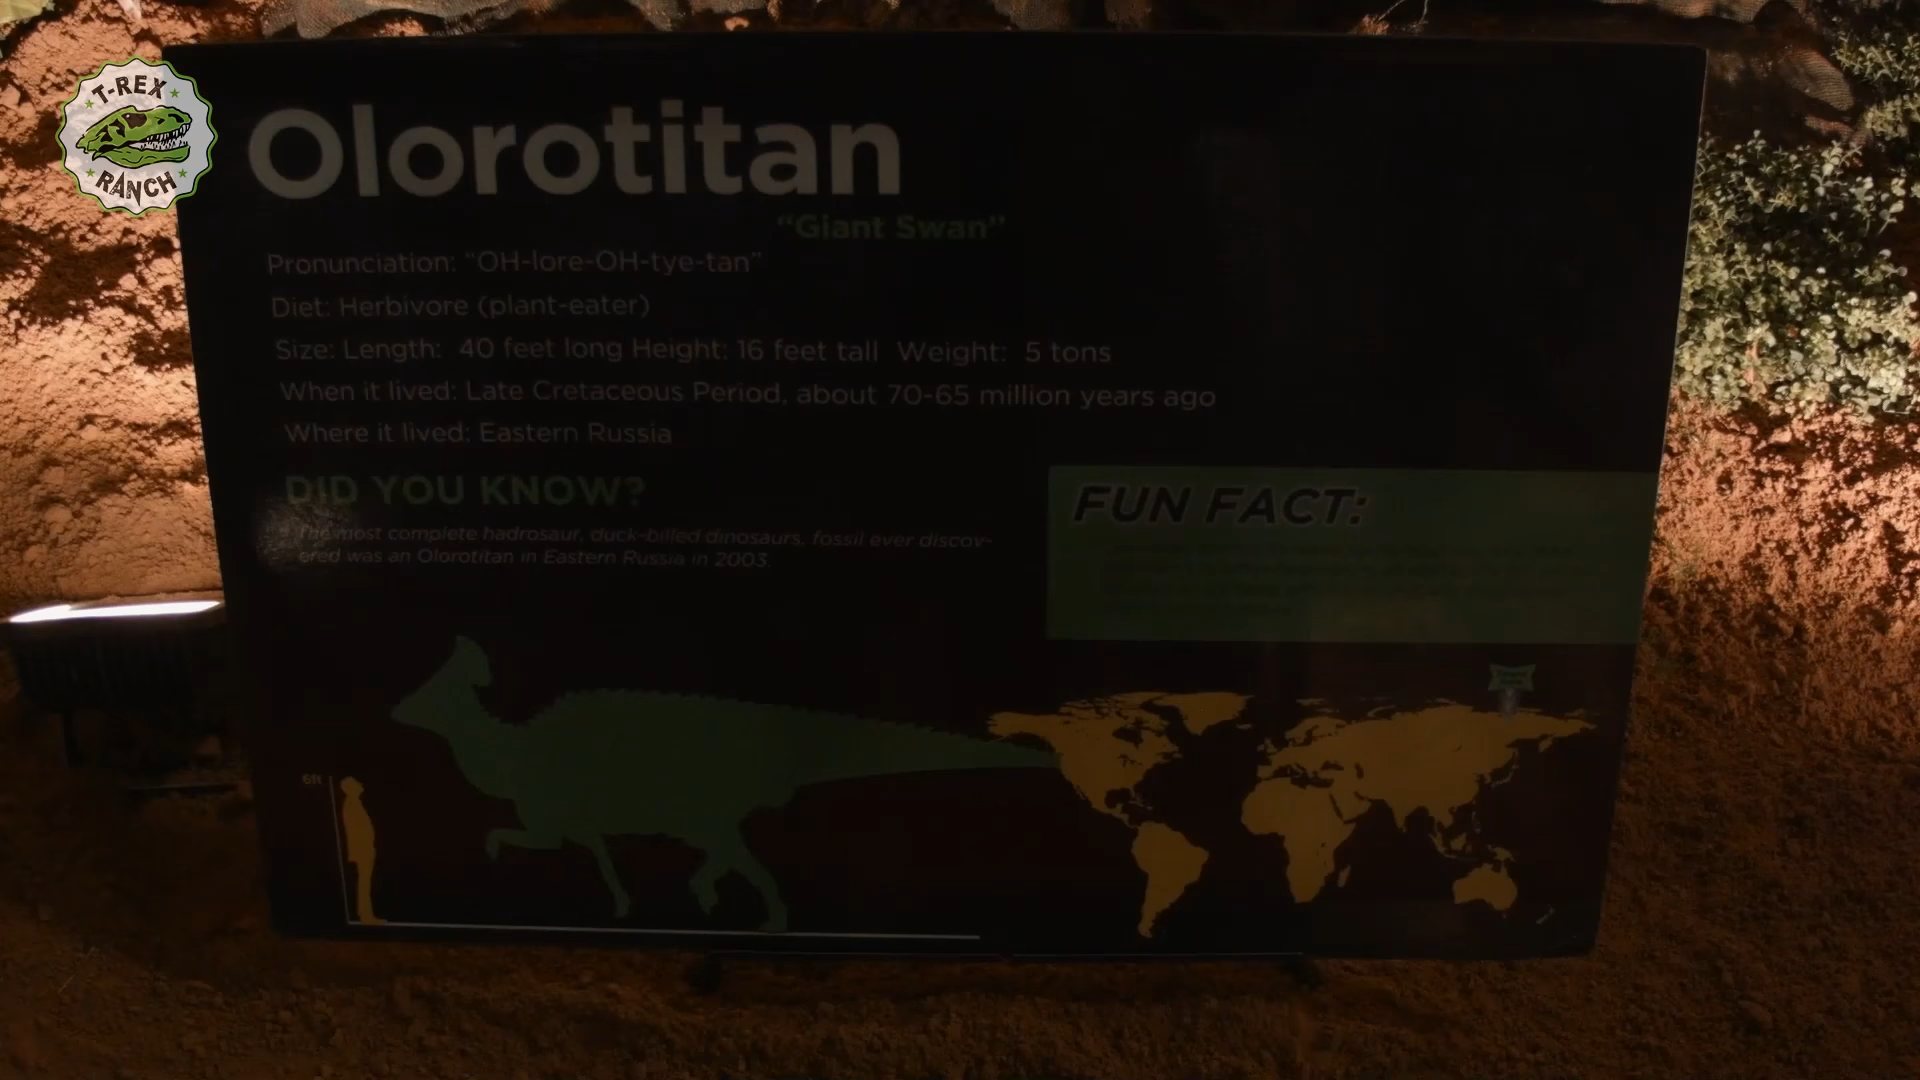 T-REX
RANCH
Olorotitan
“Giant Swan”
Pronunciation: “OH-lore-OH-tye-tan”
Diet: Herbivore (plant-eater)
Size: Length: 40 feet long Height: 16 feet tall Weight: 5 tons
When it lived: Late Cretaceous Period, about 70-65 million years ago
Where it lived: Eastern Russia
DID YOU KNOW?
The most complete hadrosaur, duck-billed dinosaurs, fossil ever discov-
ered was an Olorotitan in Eastern Russia in 2003.
FUN FACT:
6ft